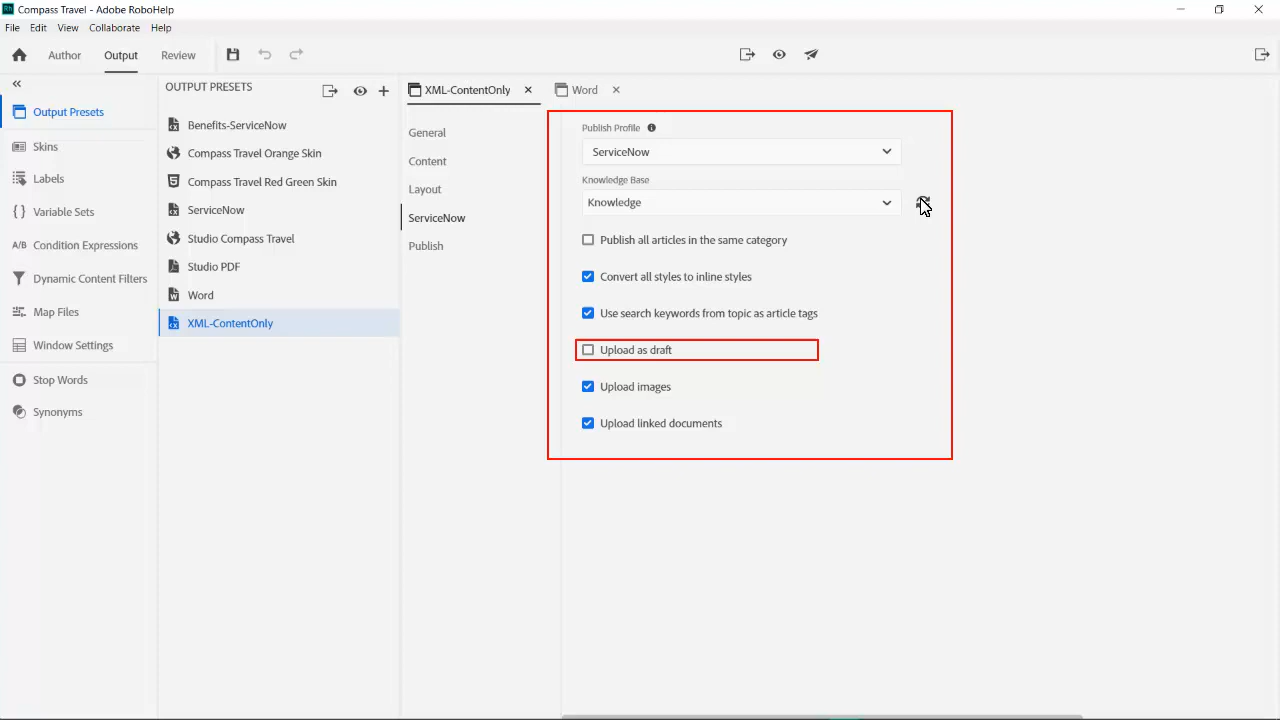 Rh Compass Travel - Adobe RoboHelp
File Edit View Collaborate Help
Author Output Review
Output Presets
Skins
Labels
Variable Sets
A/B Condition Expressions
Dynamic Content Filters
Map Files
Window Settings
Stop Words
Synonyms
OUTPUT PRESETS
Benefits-ServiceNow
Compass Travel Orange Skin
Compass Travel Red Green Skin
ServiceNow
Studio Compass Travel
Studio PDF
Word
XML-ContentOnly
XML-ContentOnly Word
General
Content
Layout
ServiceNow
Publish
Publish Profile
ServiceNow
Knowledge Base
Knowledge
Publish all articles in the same category
Convert all styles to inline styles
Use search keywords from topic as article tags
Upload as draft
Upload images
Upload linked documents